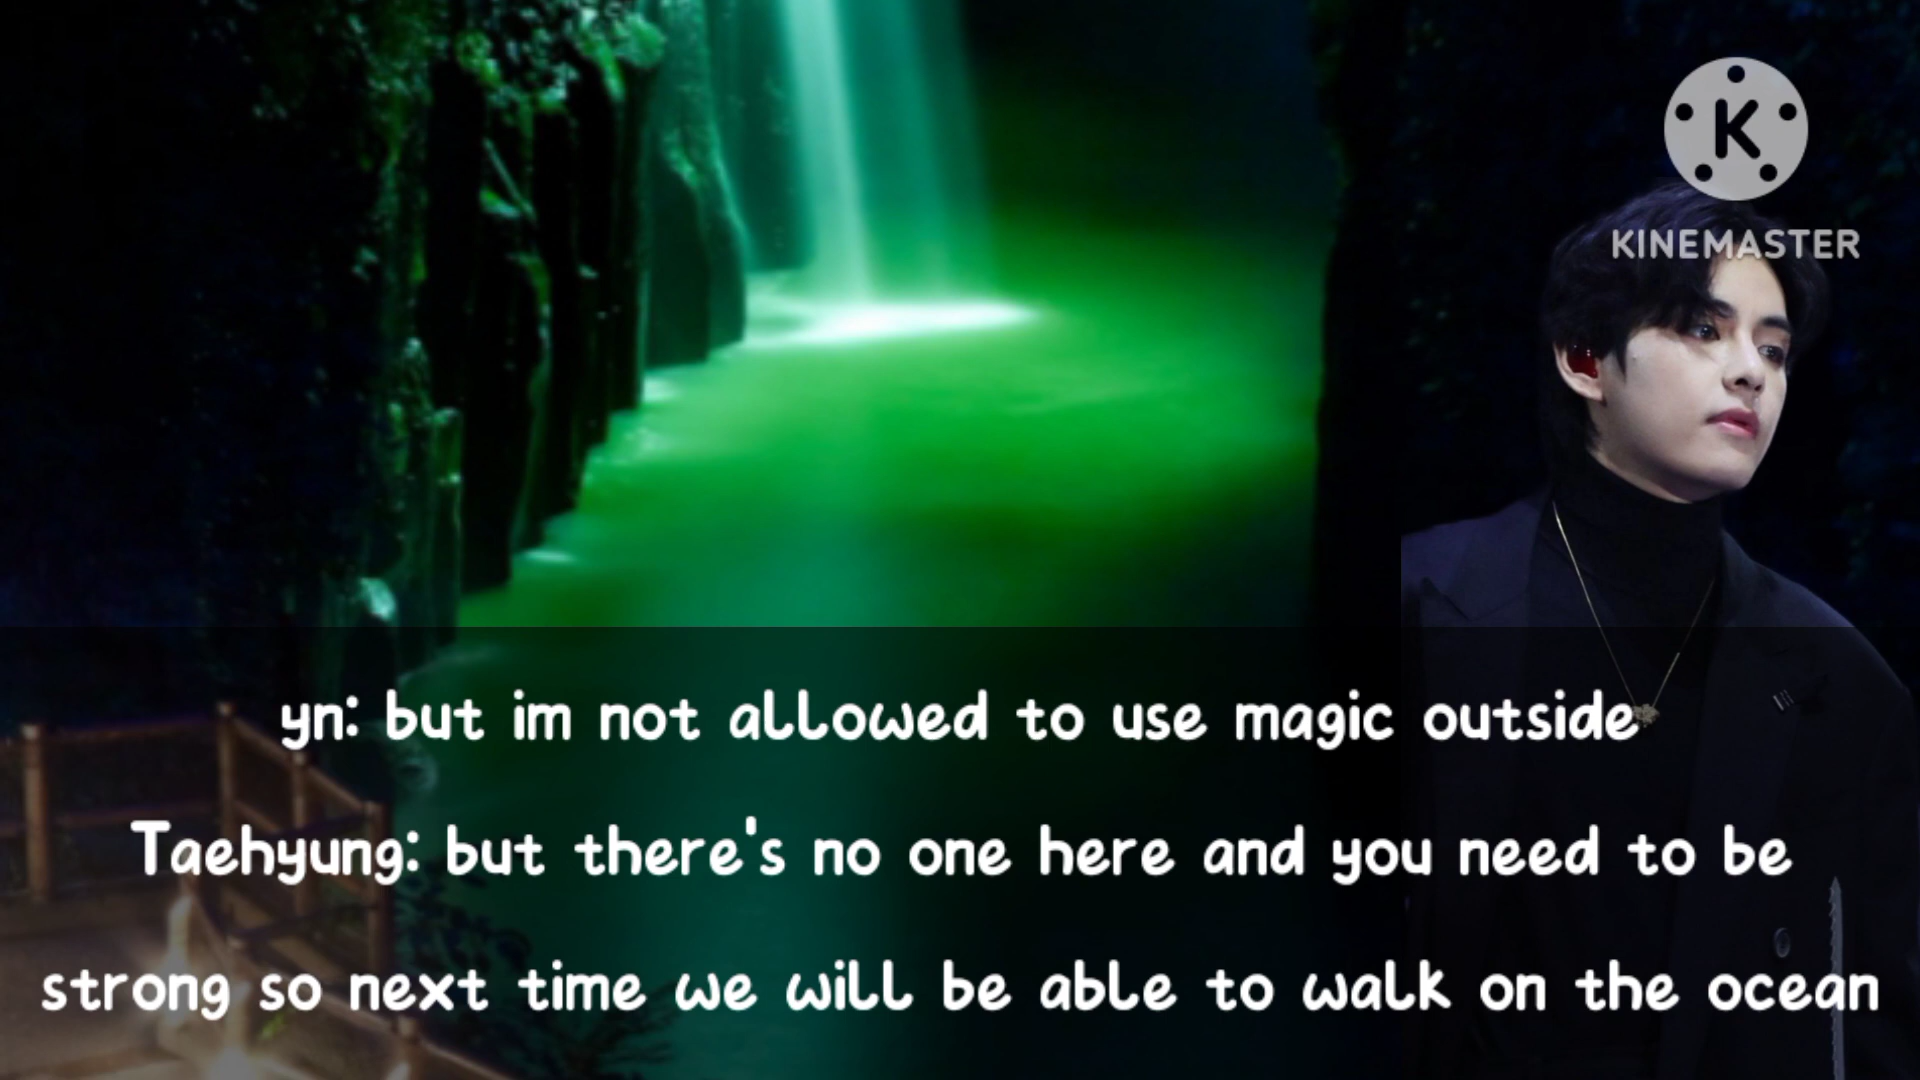 K
KINEMASTER
yn: but im not allowed to use magic outside
Taehyung: but there's no one here and you need to be
strong so next time we will be able to walk on the ocean